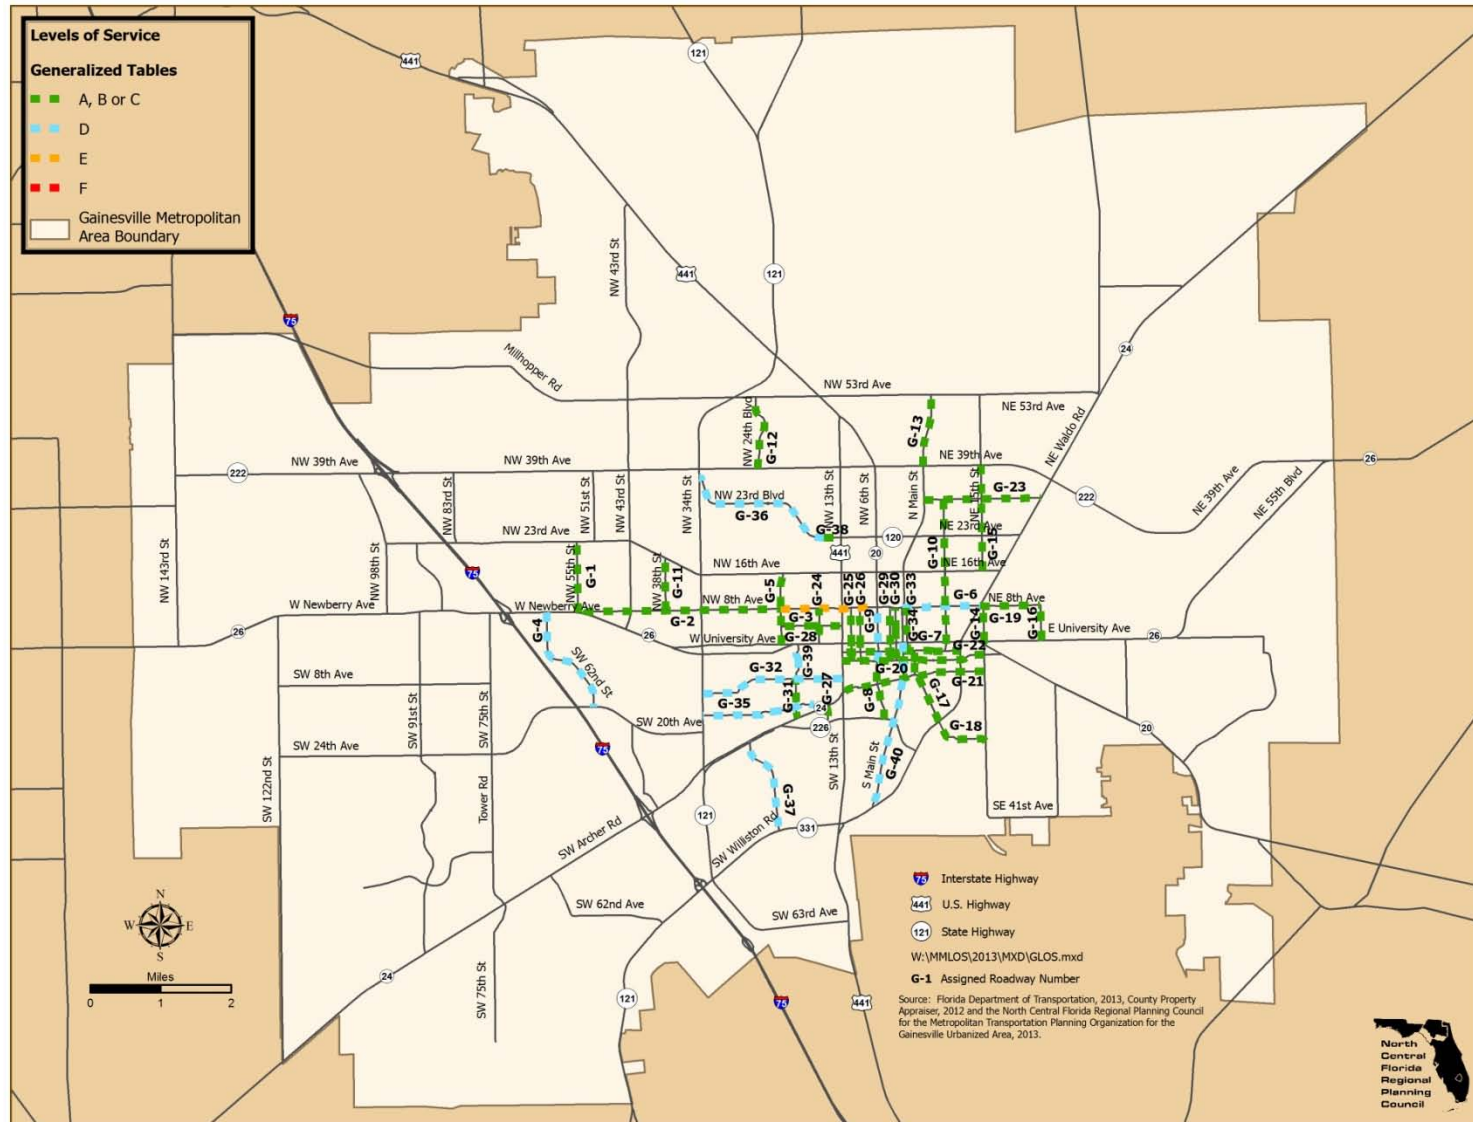 Levels of Service
Generalized Tables
A, B or C
D
E
F
Gainesville Metropolitan
Area Boundary
441
121
NW 43rd St
441
121
75
24
Millhopper Rd
NW 53rd Ave
NE 53rd Ave
NE Waldo Rd
NW 24th Blvd
G-12
G-13
26
222
NW 39th Ave
NW 39th Ave
NE 39th Ave
222
NE 39th Ave
NE 55th Blvd
NW 143rd St
NW 98th St
NW 83rd St
NW 51st St
NW 43rd St
NW 34th St
NW 23rd Blvd
G-36
G-38
NW 13th St
NW 6th St
N Main St
NE 15th St
G-23
NW 23rd Ave
NE 23rd Ave
441
20
120
G-10
G-15
75
NW 55th St
G-1
NW 38th St
G-11
NW 16th Ave
NE 16th Ave
G-5
G-24
G-25
G-26
G-29
G-30
G-33
W Newberry Ave
W Newberry Ave
NW 8th Ave
G-2
G-3
G-9
G-6
NE 8th Ave
G-34
G-7
G-14
G-19
G-16
26
G-4
26
W University Ave
G-28
E University Ave
26
G-39
G-22
SW 8th Ave
SW 62nd St
G-32
G-20
G-21
G-35
G-31
G-27
G-8
G-17
24
SW 91st St
SW 75th St
SW 20th Ave
226
G-18
20
SW 24th Ave
75
SW 13th St
S Main St
G-40
SW 122nd St
Tower Rd
G-37
121
SW Williston Rd
331
SE 41st Ave
SW Archer Rd
N
W
E
S
SW 62nd Ave
SW 63rd Ave
75
Interstate Highway
441
U.S. Highway
121
State Highway
W:\MMLOS\2013\MXD\GLOS.mxd
G-1 Assigned Roadway Number
Source: Florida Department of Transportation, 2013, County Property
Appraiser, 2012 and the North Central Florida Regional Planning Council
for the Metropolitan Transportation Planning Organization for the
Gainesville Urbanized Area, 2013.
Miles
0 1 2
24
SW 75th St
121
75
441
North
Central
Florida
Regional
Planning
Council